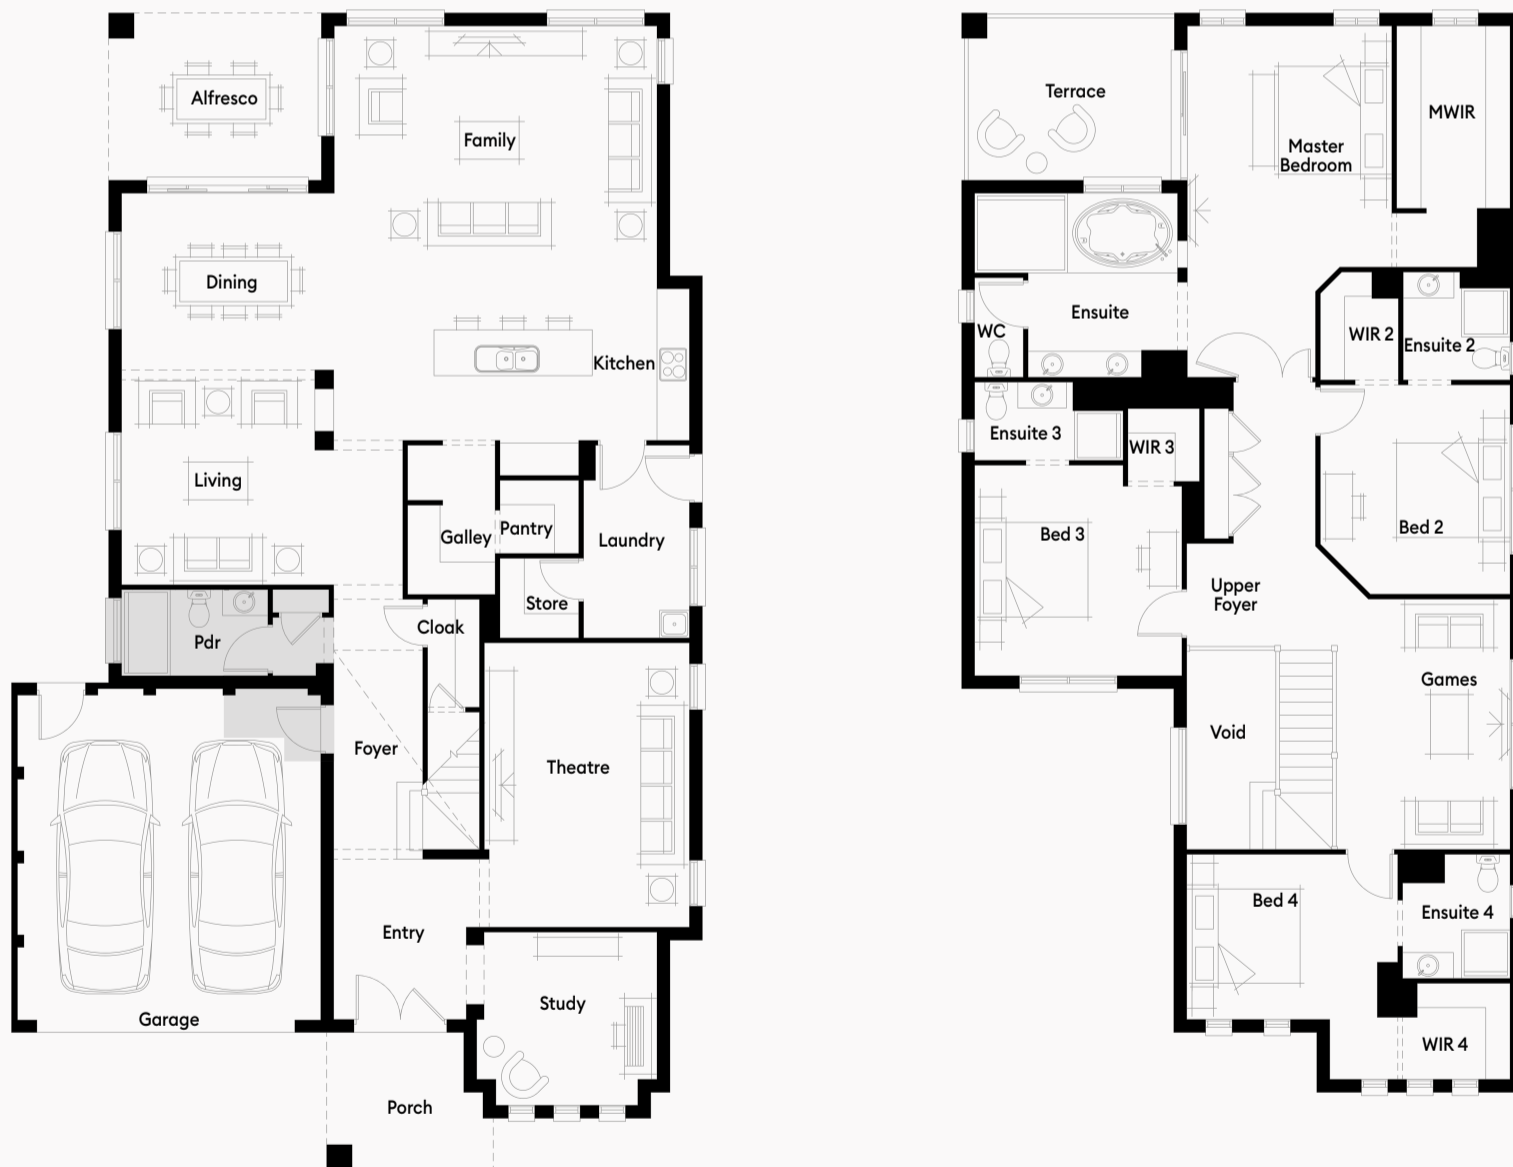 Alfresco
Family
Dining
Kitchen
Living
Galley
Pantry
Laundry
Store
Cloak
Pdr
Foyer
Theatre
Entry
Study
Garage
Porch
Terrace
Master
Bedroom
MWIR
WC
Ensuite
WIR 2
Ensuite 2
Ensuite 3
WIR 3
Bed 3
Bed 2
Upper
Foyer
Games
Void
Bed 4
Ensuite 4
WIR 4